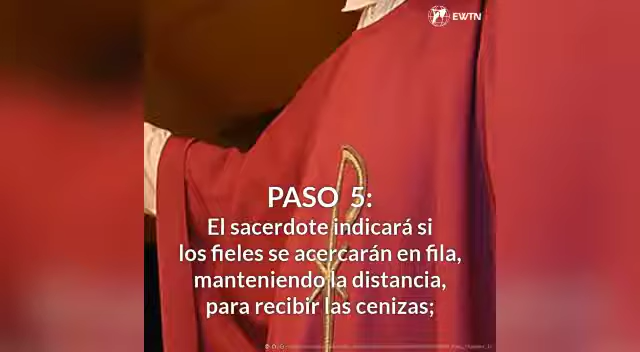 EWTN
PASO 5:
El sacerdote indicará si
los fieles se acercarán en fila,
manteniendo la distancia,
para recibir las cenizas;